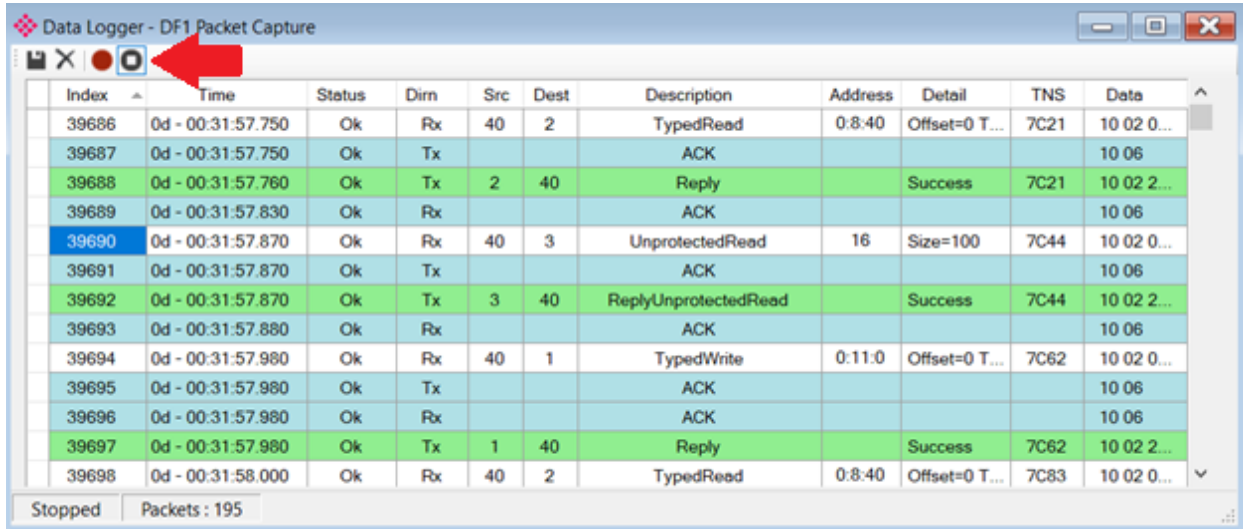 Data Logger - DF1 Packet Capture
Index Time Status Dirn Src Dest Description Address Detail TNS Data
39686 0d - 00:31:57.750 Ok Rx 40 2 TypedRead 0:8:40 Offset=0 T... 7C21 10 02 0...
39687 0d - 00:31:57.750 Ok Tx ACK 10 06
39688 0d - 00:31:57.760 Ok Tx 2 40 Reply Success 7C21 10 02 2...
39689 0d - 00:31:57.830 Ok Rx ACK 10 06
39690 0d - 00:31:57.870 Ok Rx 40 3 UnprotectedRead 16 Size=100 7C44 10 02 0...
39691 0d - 00:31:57.870 Ok Tx ACK 10 06
39692 0d - 00:31:57.870 Ok Tx 3 40 ReplyUnprotectedRead Success 7C44 10 02 2...
39693 0d - 00:31:57.880 Ok Rx ACK 10 06
39694 0d - 00:31:57.980 Ok Rx 40 1 TypedWrite 0:11:0 Offset=0 T... 7C62 10 02 0...
39695 0d - 00:31:57.980 Ok Tx ACK 10 06
39696 0d - 00:31:57.980 Ok Rx ACK 10 06
39697 0d - 00:31:57.980 Ok Tx 1 40 Reply Success 7C62 10 02 2...
39698 0d - 00:31:58.000 Ok Rx 40 2 TypedRead 0:8:40 Offset=0 T... 7C83 10 02 0...
Stopped Packets : 195